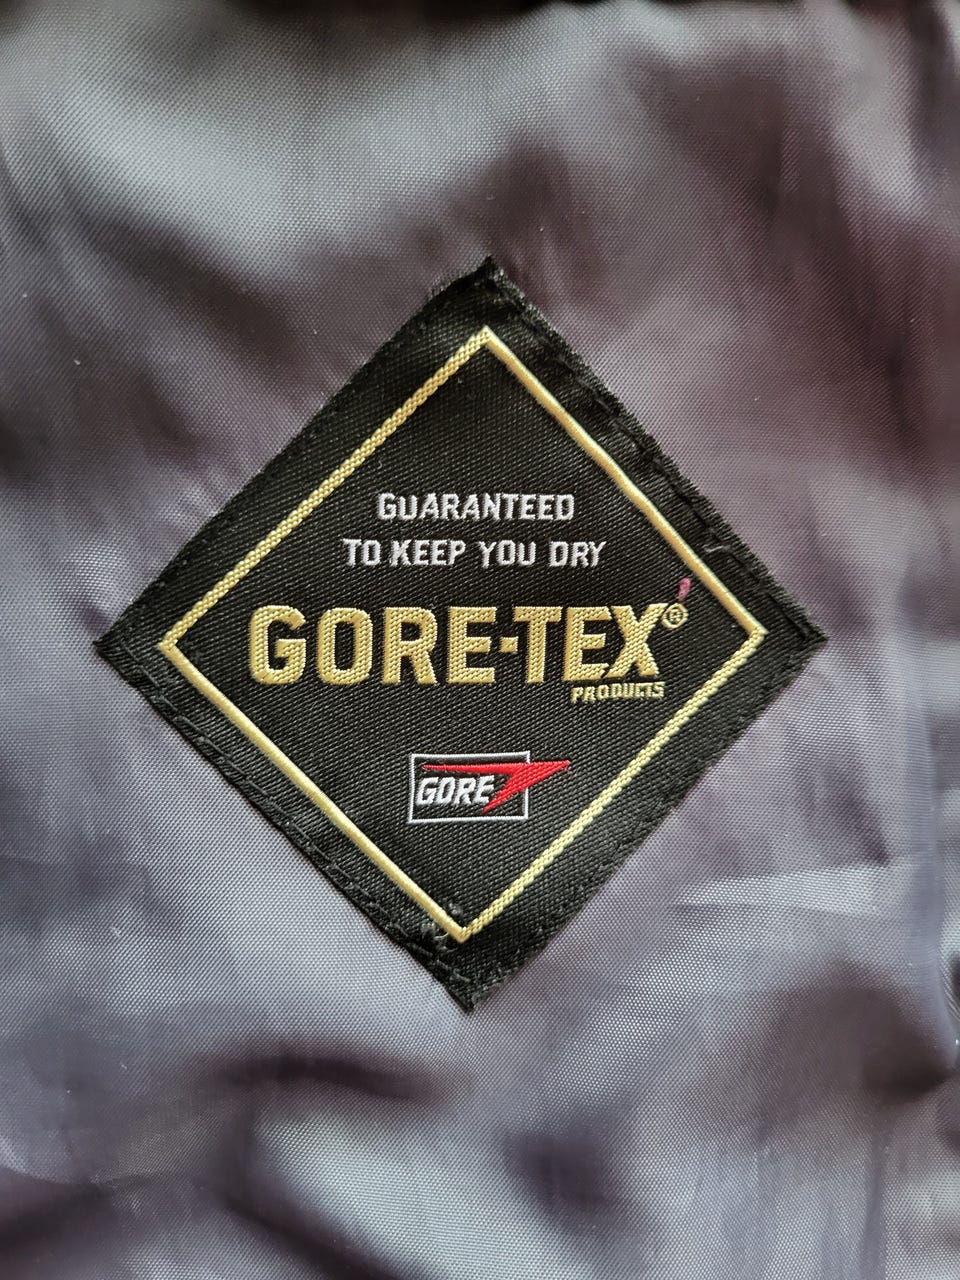 GUARANTEED
TO KEEP YOU DRY
GORE-TEX®
PRODUCTS
GORE